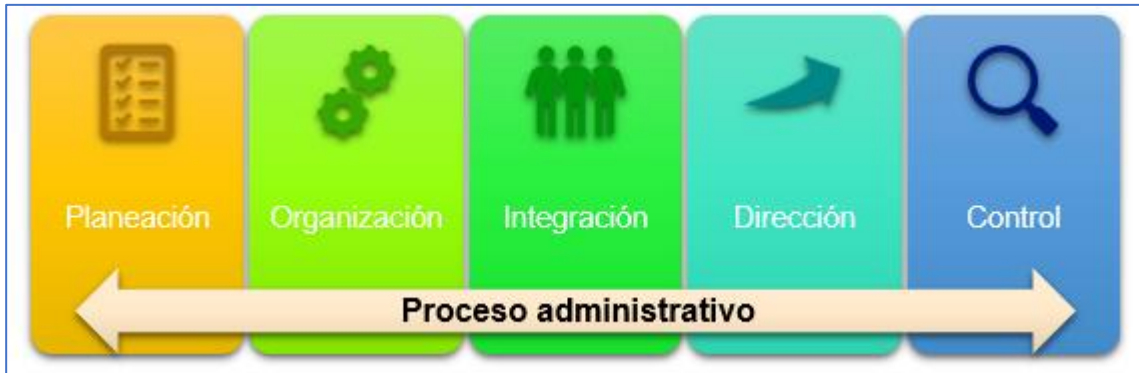 Planeación
Organización
Integración
Dirección
Control
Proceso administrativo